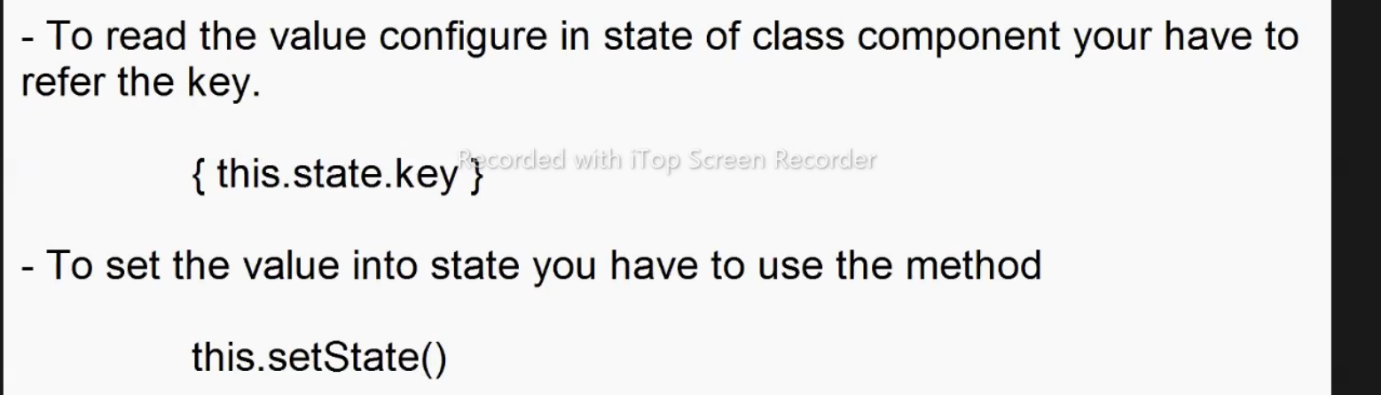 - To read the value configure in state of class component your have to
refer the key.
{ this.state.key }
Recorded with iTop Screen Recorder
- To set the value into state you have to use the method
this.setState()